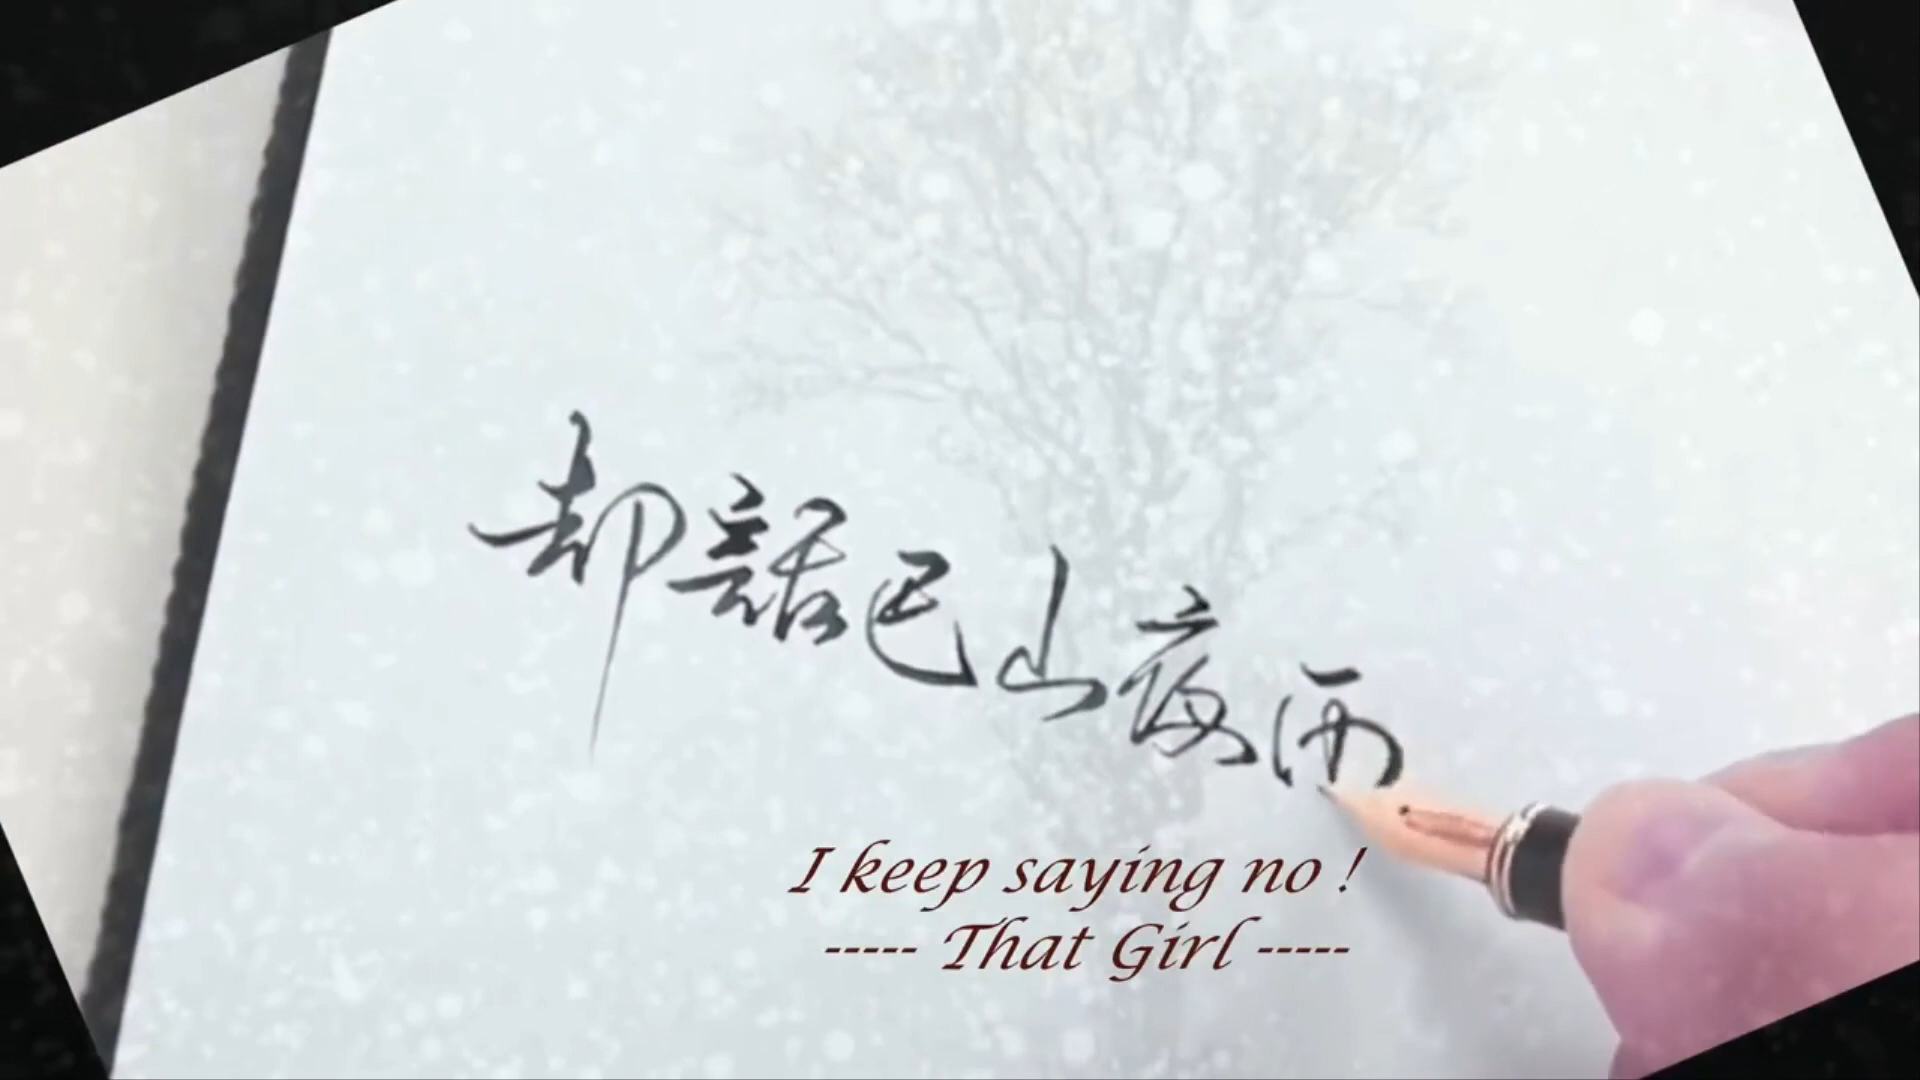 却話巴山夜雨
I keep saying no !
----- That Girl -----